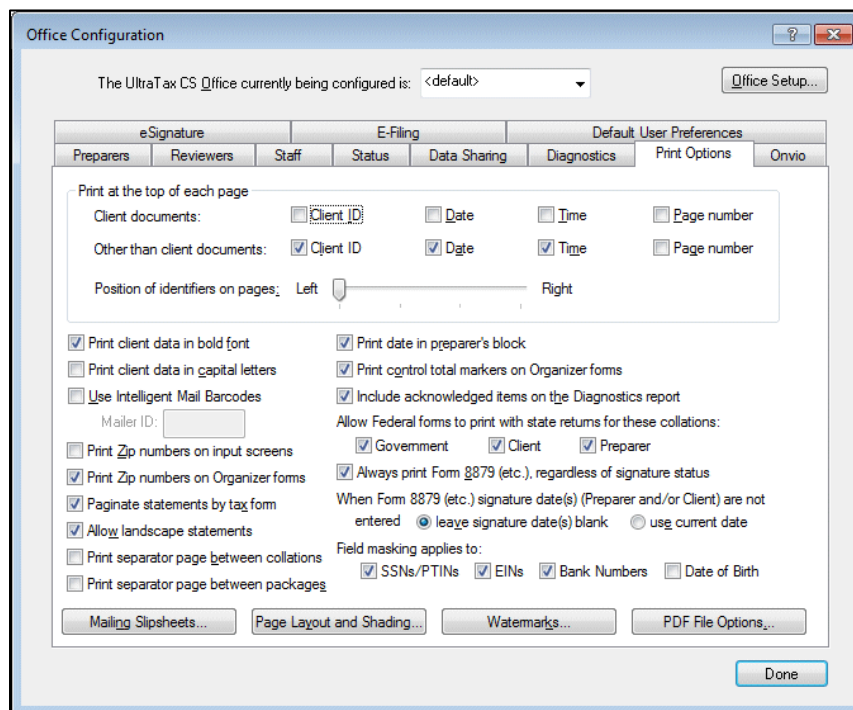 Office Configuration
The UltraTax CS Office currently being configured is: <default> Office Setup...
eSignature E-Filing Default User Preferences
Preparers Reviewers Staff Status Data Sharing Diagnostics Print Options Onvio
Print at the top of each page
Client documents: Client ID Date Time Page number
Other than client documents: Client ID Date Time Page number
Position of identifiers on pages: Left Right
Print client data in bold font
Print client data in capital letters
Use Intelligent Mail Barcodes
Mailer ID:
Print Zip numbers on input screens
Print Zip numbers on Organizer forms
Paginate statements by tax form
Allow landscape statements
Print separator page between collations
Print separator page between packages
Print date in preparer's block
Print control total markers on Organizer forms
Include acknowledged items on the Diagnostics report
Allow Federal forms to print with state returns for these collations:
Government Client Preparer
Always print Form 8879 (etc.), regardless of signature status
When Form 8879 (etc.) signature date(s) (Preparer and/or Client) are not
entered leave signature date(s) blank use current date
Field masking applies to:
SSNs/PTINs EINs Bank Numbers Date of Birth
Mailing Slipsheets... Page Layout and Shading... Watermarks... PDF File Options...
Done